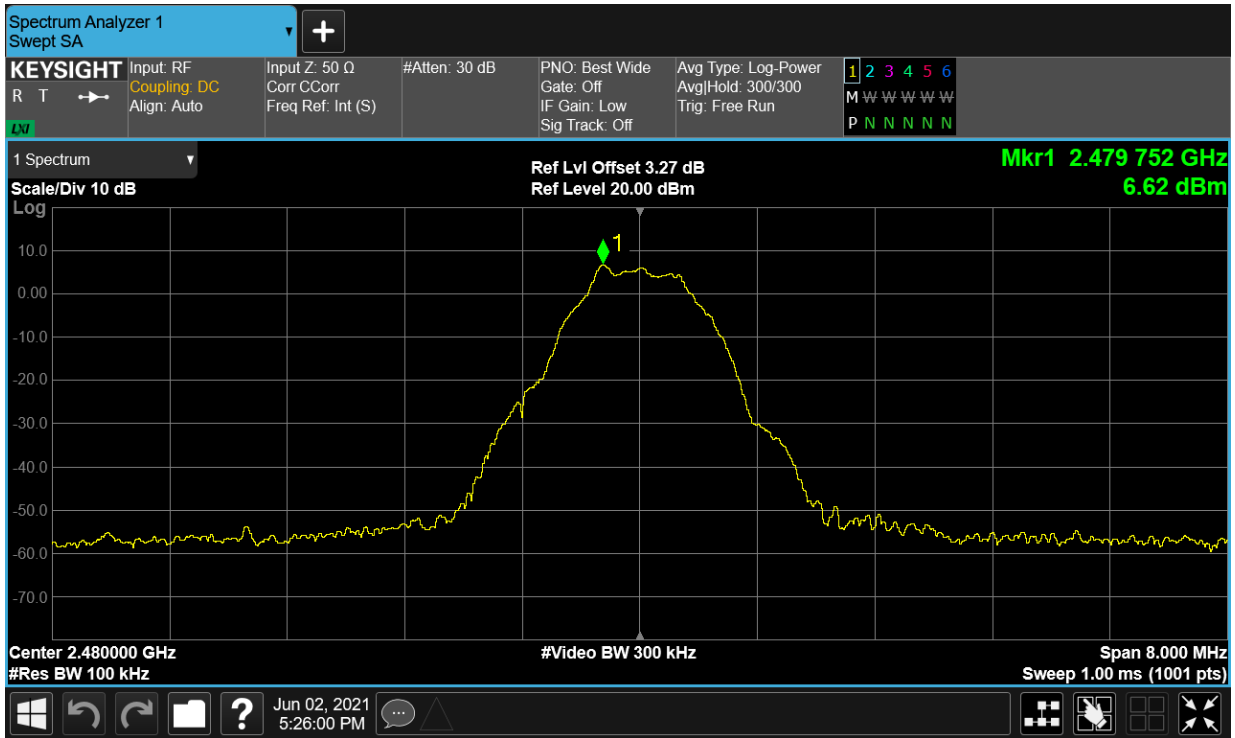 Spectrum Analyzer 1
Swept SA
KEYSIGHT
R T
LXI
Input: RF
Coupling: DC
Align: Auto
Input Z: 50 Ω
Corr CCorr
Freq Ref: Int (S)
#Atten: 30 dB
PNO: Best Wide
Gate: Off
IF Gain: Low
Sig Track: Off
Avg Type: Log-Power
Avg|Hold: 300/300
Trig: Free Run
1 2 3 4 5 6
M W W W W W
P N N N N N
1 Spectrum
Scale/Div 10 dB
Log
Ref Lvl Offset 3.27 dB
Ref Level 20.00 dBm
Mkr1 2.479 752 GHz
6.62 dBm
1
10.0
0.00
-10.0
-20.0
-30.0
-40.0
-50.0
-60.0
-70.0
Center 2.480000 GHz
#Res BW 100 kHz
#Video BW 300 kHz
Span 8.000 MHz
Sweep 1.00 ms (1001 pts)
?
Jun 02, 2021
5:26:00 PM